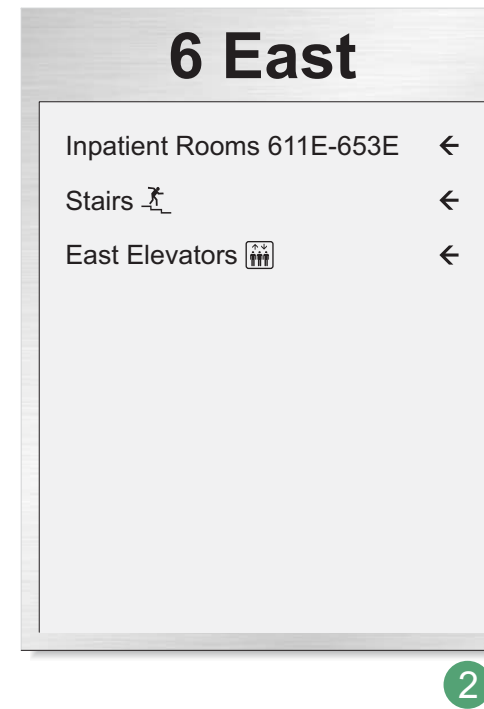 6 East
Inpatient Rooms 611E-653E ←
Stairs
←
East Elevators
←
2